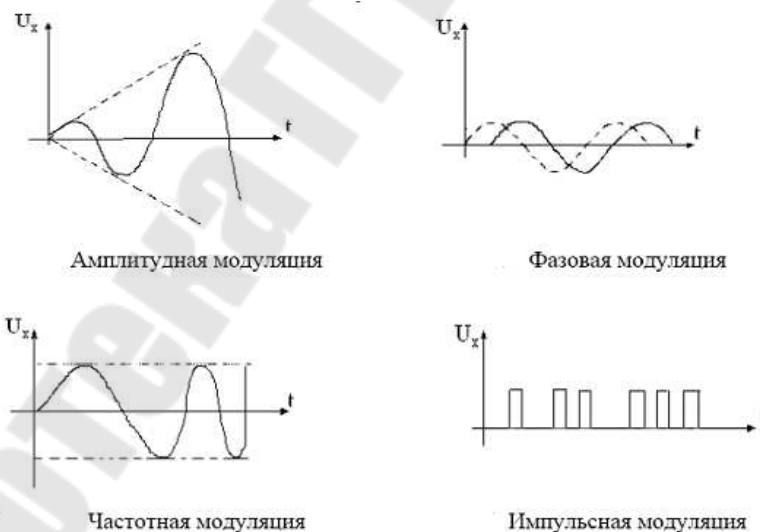 Uₓ
t
Амплитудная модуляция
Uₓ
t
Фазовая модуляция
Uₓ
t
Частотная модуляция
Uₓ
Импульсная модуляция